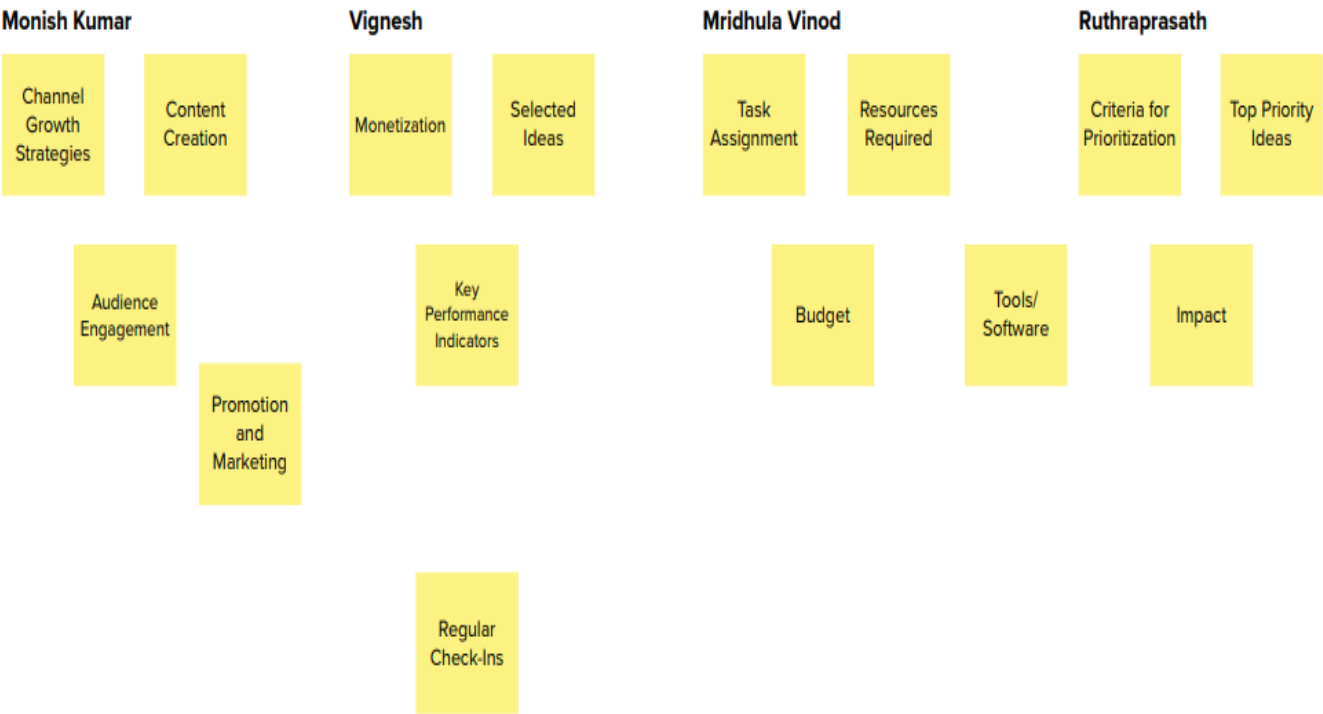 Monish Kumar
Vignesh
Mridhula Vinod
Ruthraprasath
Channel
Growth
Strategies
Content
Creation
Monetization
Selected
Ideas
Task
Assignment
Resources
Required
Criteria for
Prioritization
Top Priority
Ideas
Audience
Engagement
Key
Performance
Indicators
Budget
Tools/
Software
Impact
Promotion
and
Marketing
Regular
Check-Ins